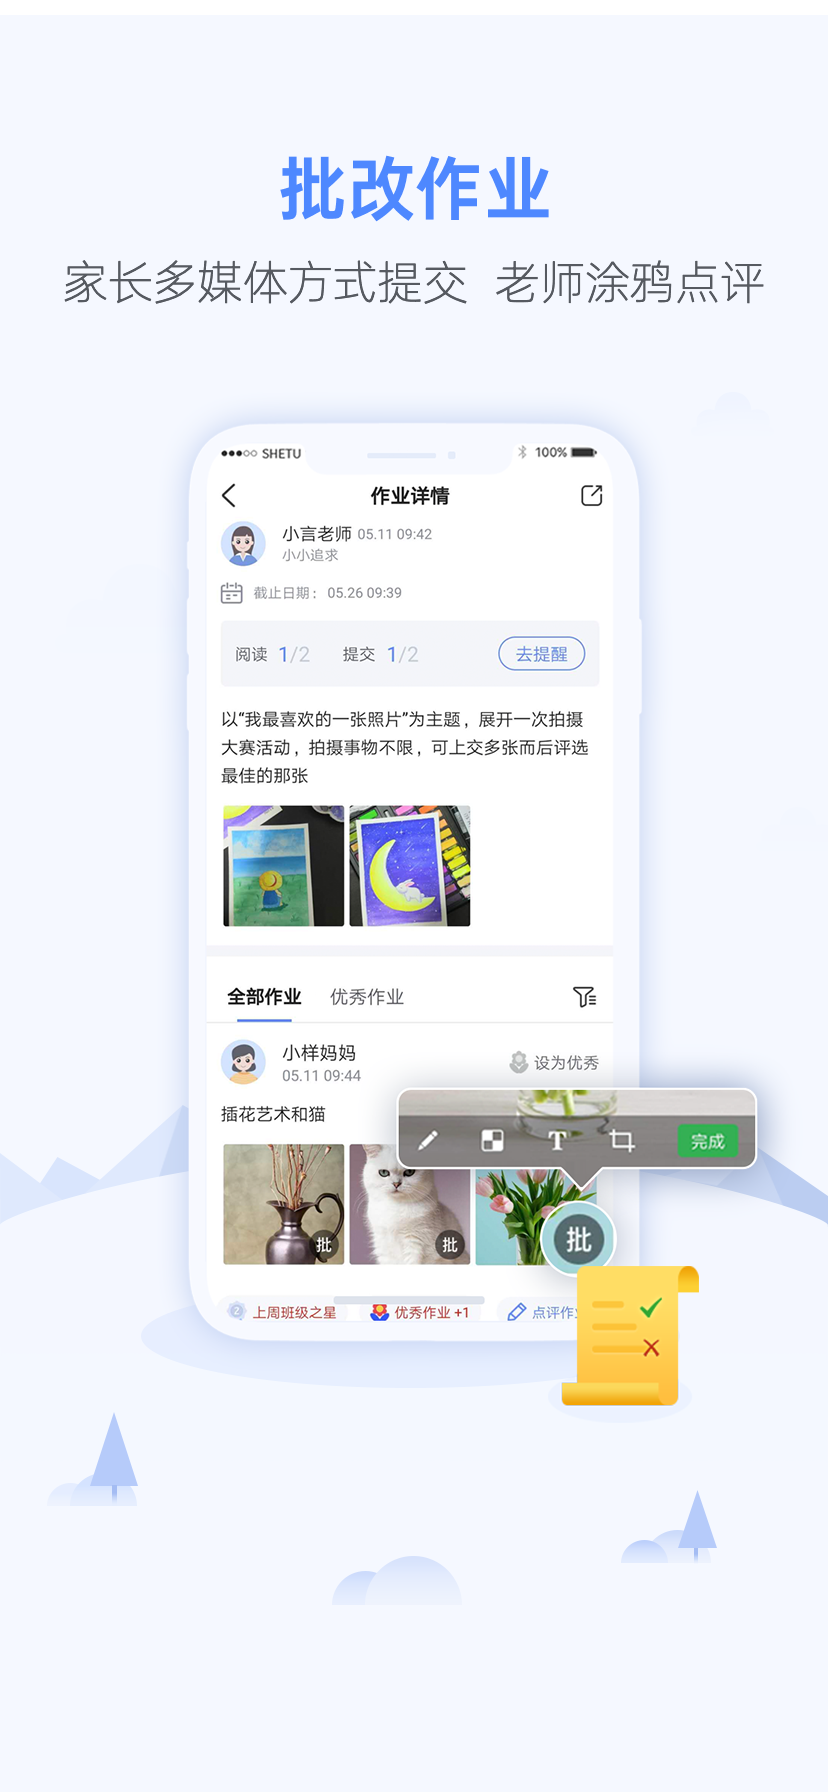 批改作业
家长多媒体方式提交 老师涂鸦点评
SHETU 100%
作业详情
小言老师 05.11 09:42
小小追求
截止日期： 05.26 09:39
阅读 1/2 提交 1/2 去提醒
以“我最喜欢的一张照片”为主题，展开一次拍摄
大赛活动，拍摄事物不限，可上交多张而后评选
最佳的那张
全部作业 优秀作业
小样妈妈
05.11 09:44
设为优秀
插花艺术和猫
T 完成
批 批 批
2 上周班级之星 优秀作业 +1 点评作